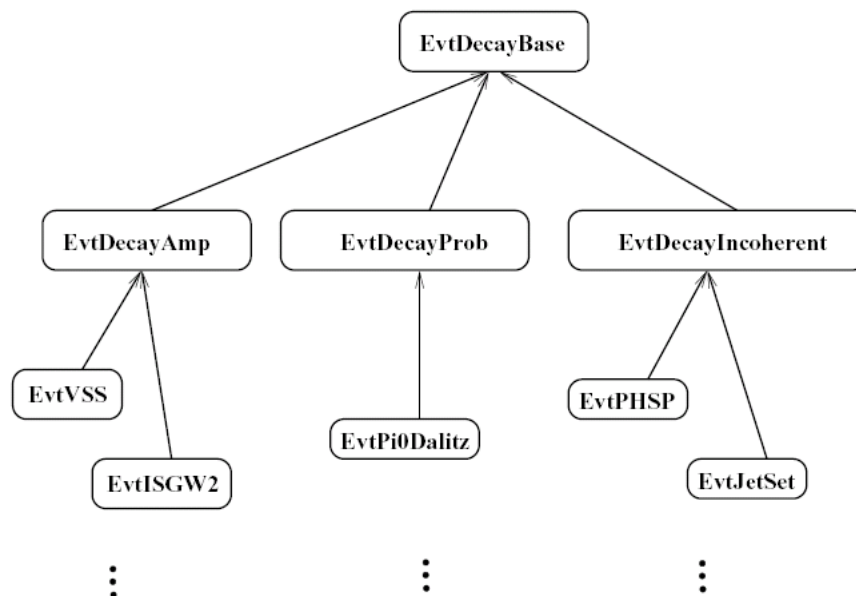 EvtDecayBase
EvtDecayAmp
EvtDecayProb
EvtDecayIncoherent
EvtVSS
EvtPHSP
EvtPi0Dalitz
EvtISGW2
EvtJetSet